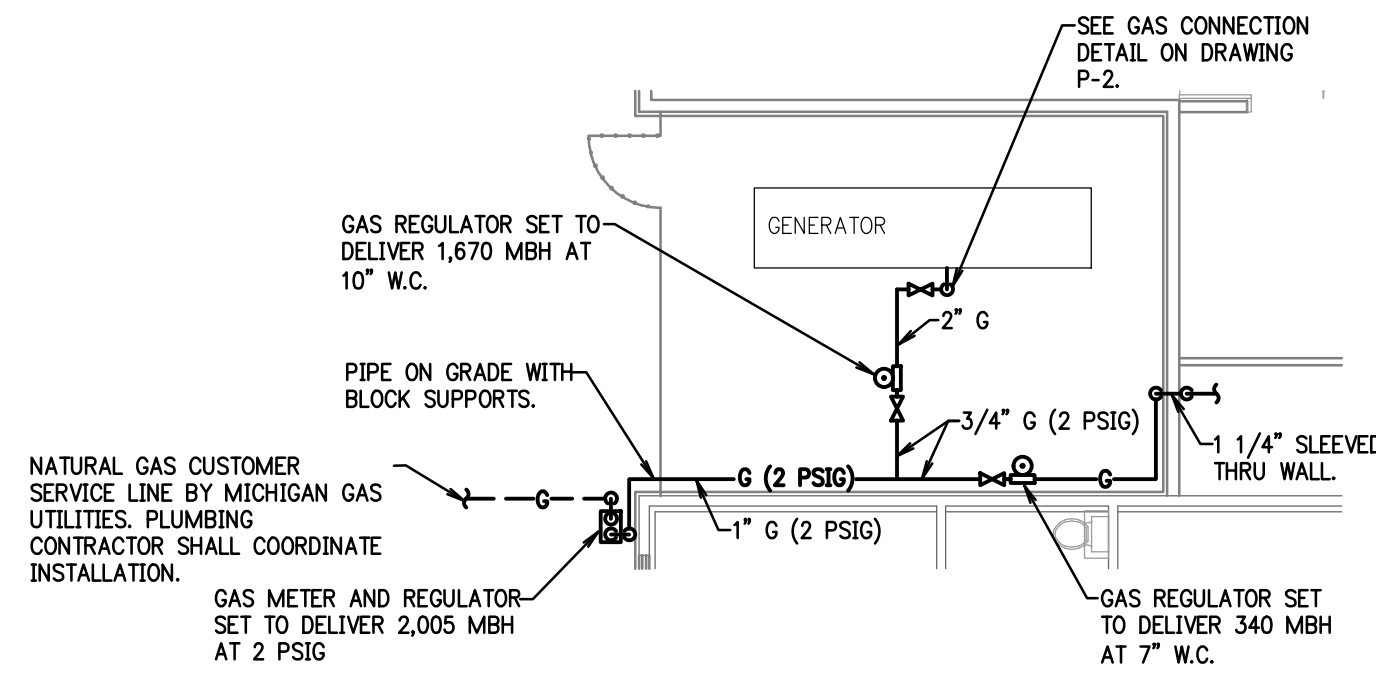 SEE GAS CONNECTION
DETAIL ON DRAWING
P-2.
GENERATOR
GAS REGULATOR SET TO
DELIVER 1,670 MBH AT
10" W.C.
2" G
PIPE ON GRADE WITH
BLOCK SUPPORTS.
3/4" G (2 PSIG)
1 1/4" SLEEVED
THRU WALL.
NATURAL GAS CUSTOMER
SERVICE LINE BY MICHIGAN GAS
UTILITIES. PLUMBING
CONTRACTOR SHALL COORDINATE
INSTALLATION.
G
G (2 PSIG)
G
1" G (2 PSIG)
GAS METER AND REGULATOR
SET TO DELIVER 2,005 MBH
AT 2 PSIG
GAS REGULATOR SET
TO DELIVER 340 MBH
AT 7" W.C.